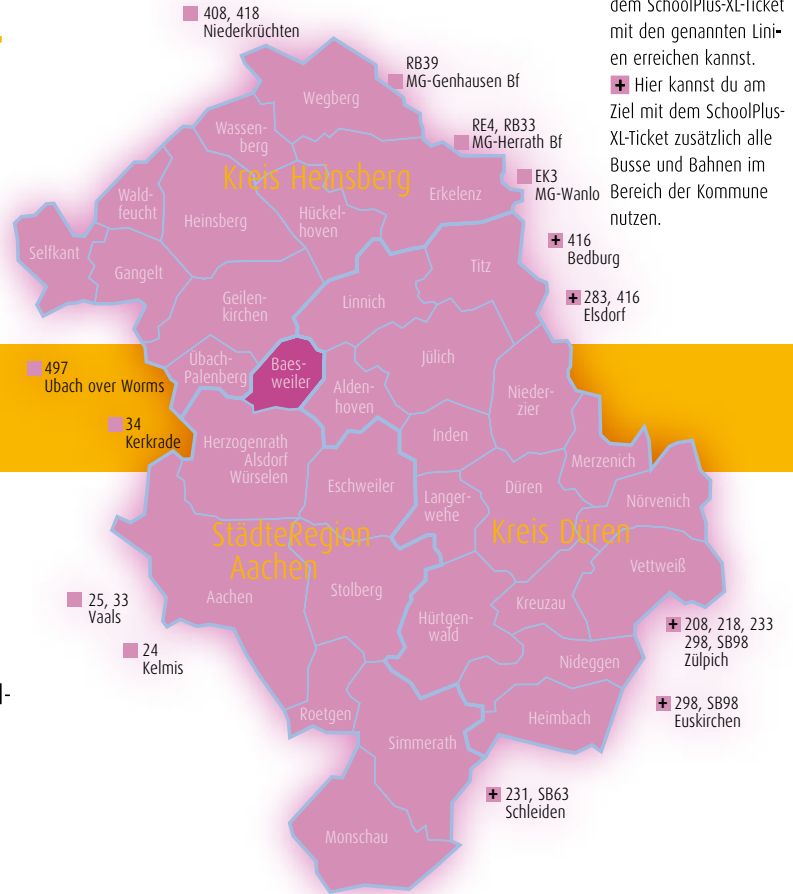 408, 418
Niederkrüchten
dem SchoolPlus-XL-Ticket
mit den genannten Lini-
en erreichen kannst.
+ Hier kannst du am
Ziel mit dem SchoolPlus-
XL-Ticket zusätzlich alle
Busse und Bahnen im
Bereich der Kommune
nutzen.
RB39
MG-Genhausen Bf
RE4, RB33
MG-Herrath Bf
EK3
MG-Wanlo
+ 416
Bedburg
+ 283, 416
Elsdorf
Wegberg
Wassen-
berg
Kreis Heinsberg
Erkelenz
Wald-
feucht
Heinsberg
Hückel-
hoven
Selfkant
Gangelt
Titz
Geilen-
kirchen
Linnich
Übach-
Palenberg
Baes-
weiler
Jülich
Alden-
hoven
Nieder-
zier
497
Ubach over Worms
34
Kerkrade
Herzogenrath
Alsdorf
Würselen
Inden
Merzenich
Eschweiler
Langer-
wehe
Düren
Nörvenich
StädteRegion
Aachen
Kreis Düren
Vettweiß
Aachen
Stolberg
Kreuzau
Hürtgen-
wald
25, 33
Vaals
24
Kelmis
+ 208, 218, 233
298, SB98
Zülpich
Nideggen
+ 298, SB98
Euskirchen
l-
Roetgen
Heimbach
Simmerath
+ 231, SB63
Schleiden
Monschau